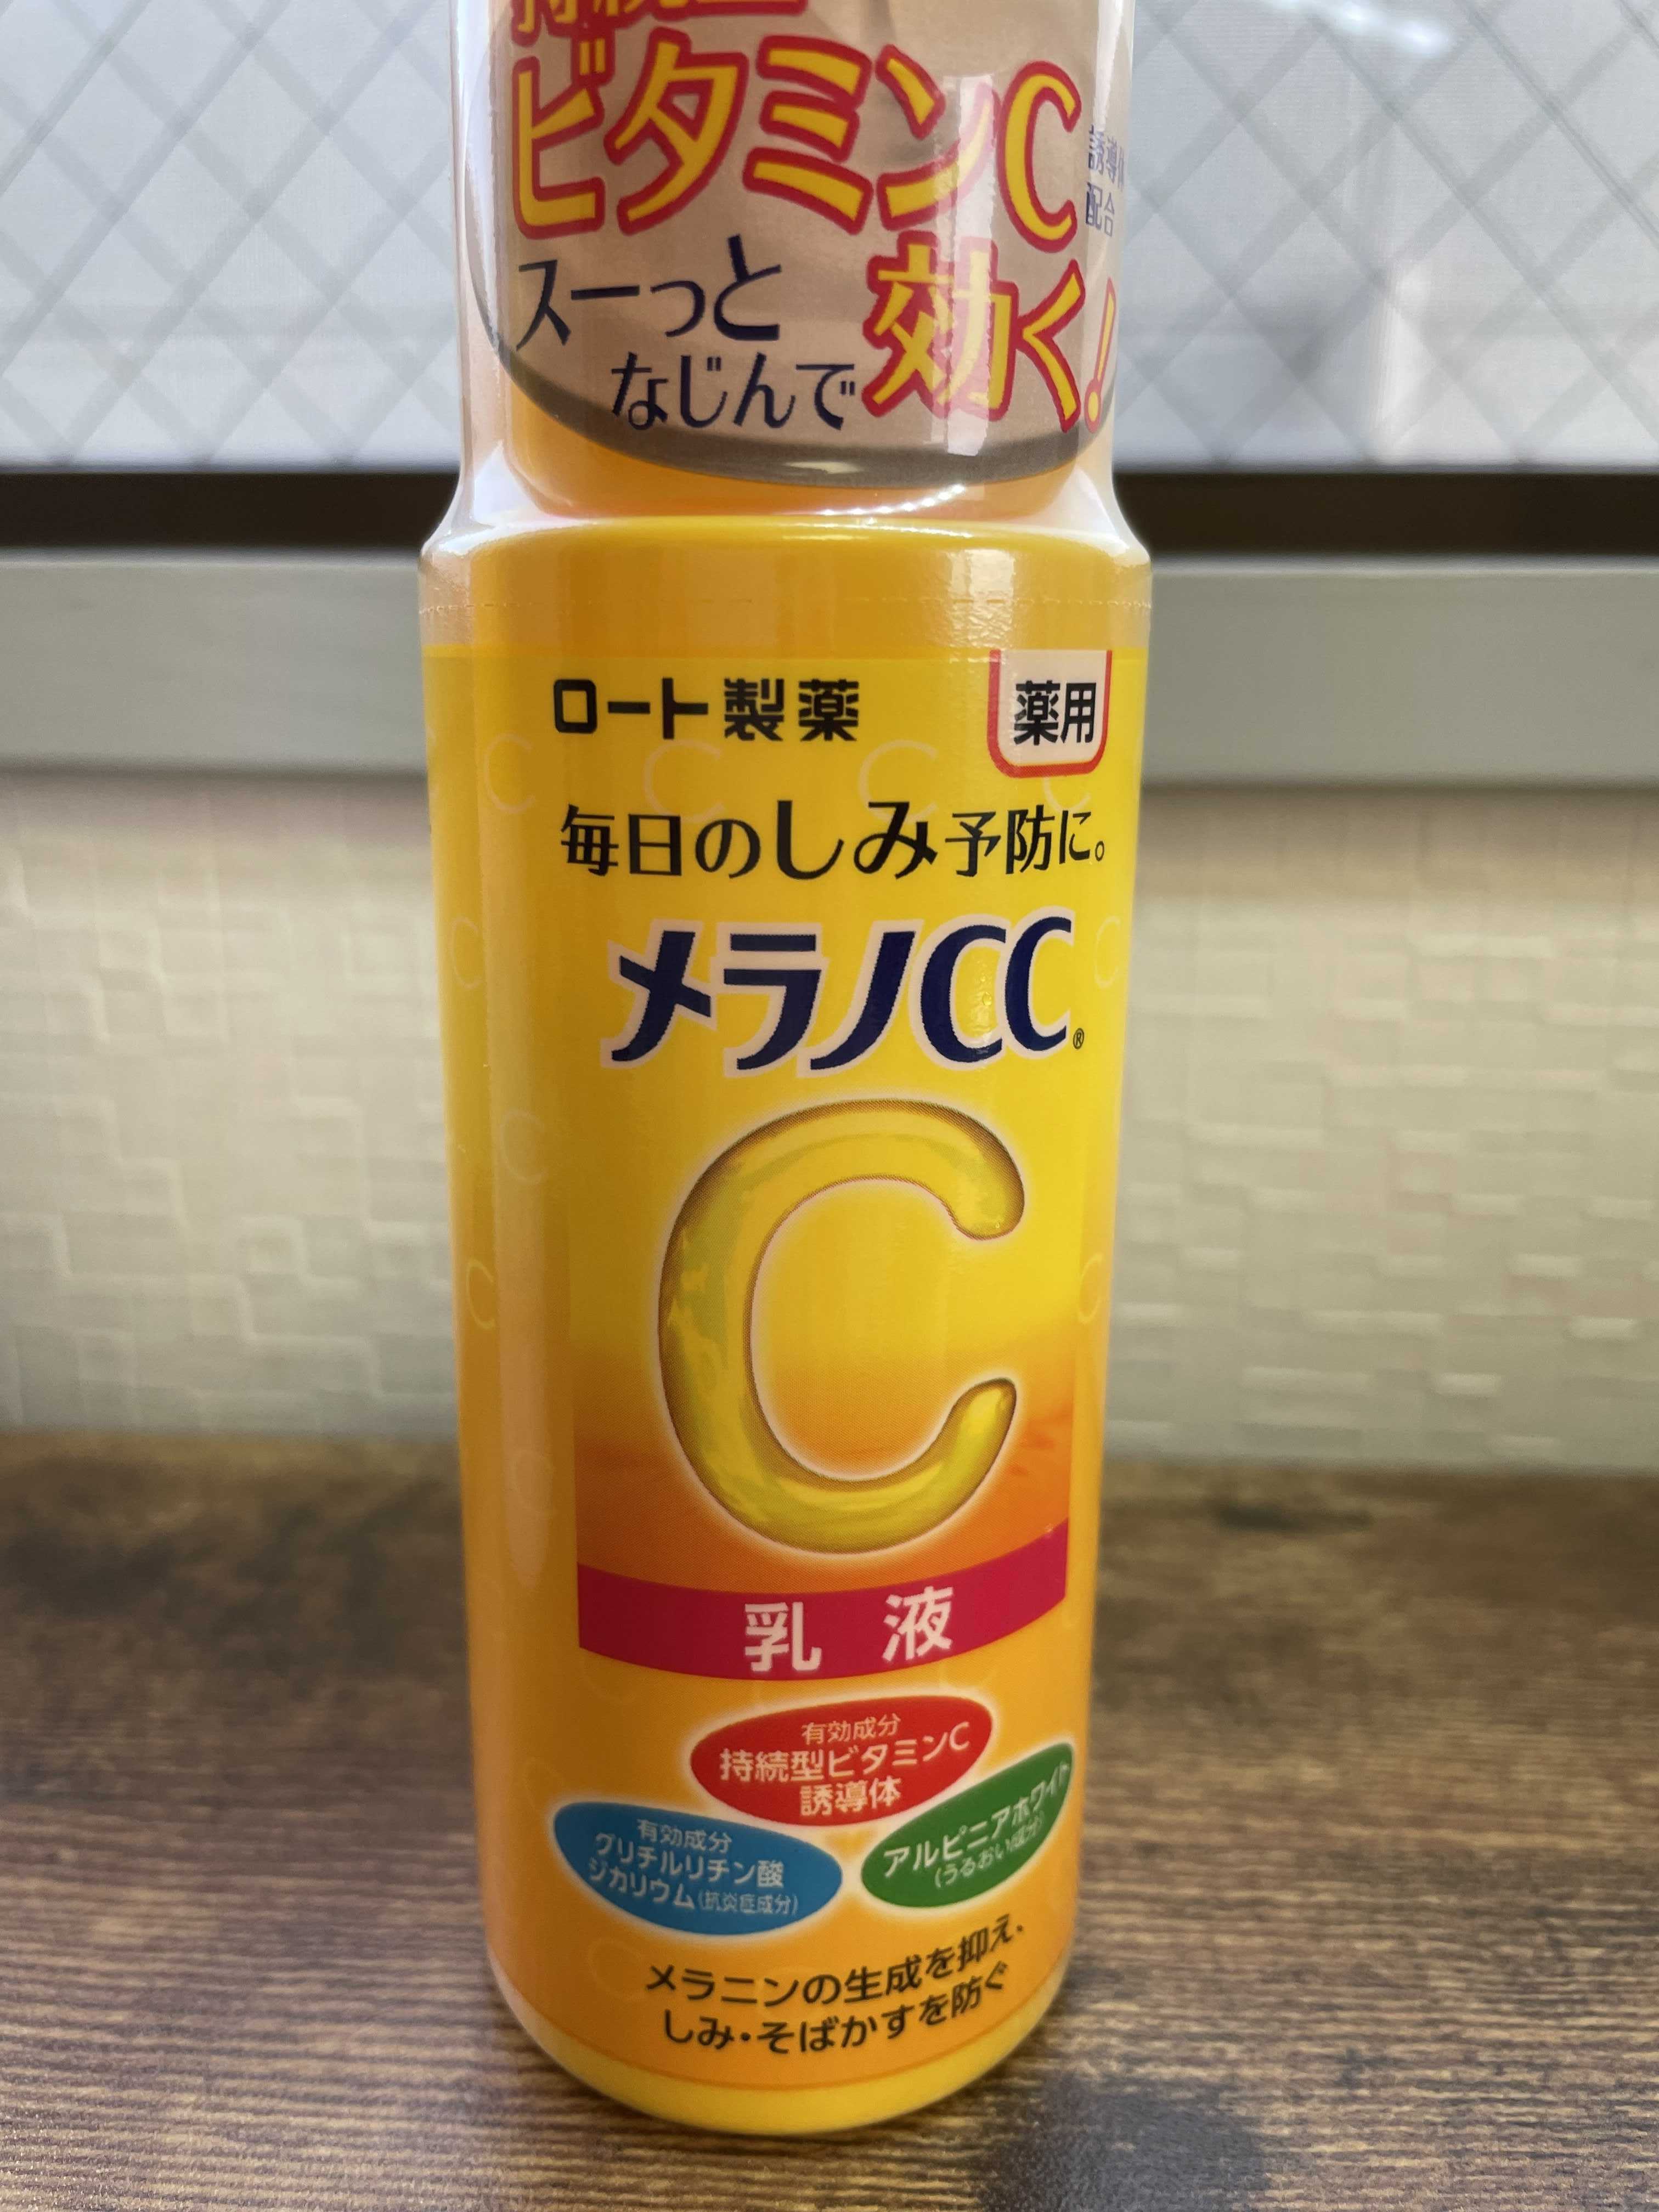 持続型
ビタミンC
誘導体
配合
スーっと
なじんで
効く!
ロート製薬
薬用
毎日のしみ予防に。
メラノCC®
C
乳液
有効成分
持続型ビタミンC
誘導体
有効成分
グリチルリチン酸
ジカリウム(抗炎症成分)
アルピニアホワイト
(うるおい成分)
メラニンの生成を抑え、
しみ・そばかすを防ぐ